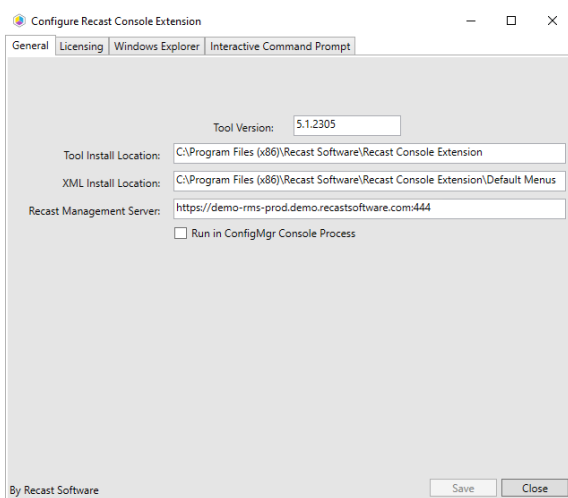 Configure Recast Console Extension
General Licensing Windows Explorer Interactive Command Prompt
Tool Version: 5.1.2305
Tool Install Location: C:\Program Files (x86)\Recast Software\Recast Console Extension
XML Install Location: C:\Program Files (x86)\Recast Software\Recast Console Extension\Default Menus
Recast Management Server: https://demo-rms-prod.demo.recastsoftware.com:444
Run in ConfigMgr Console Process
By Recast Software Save Close